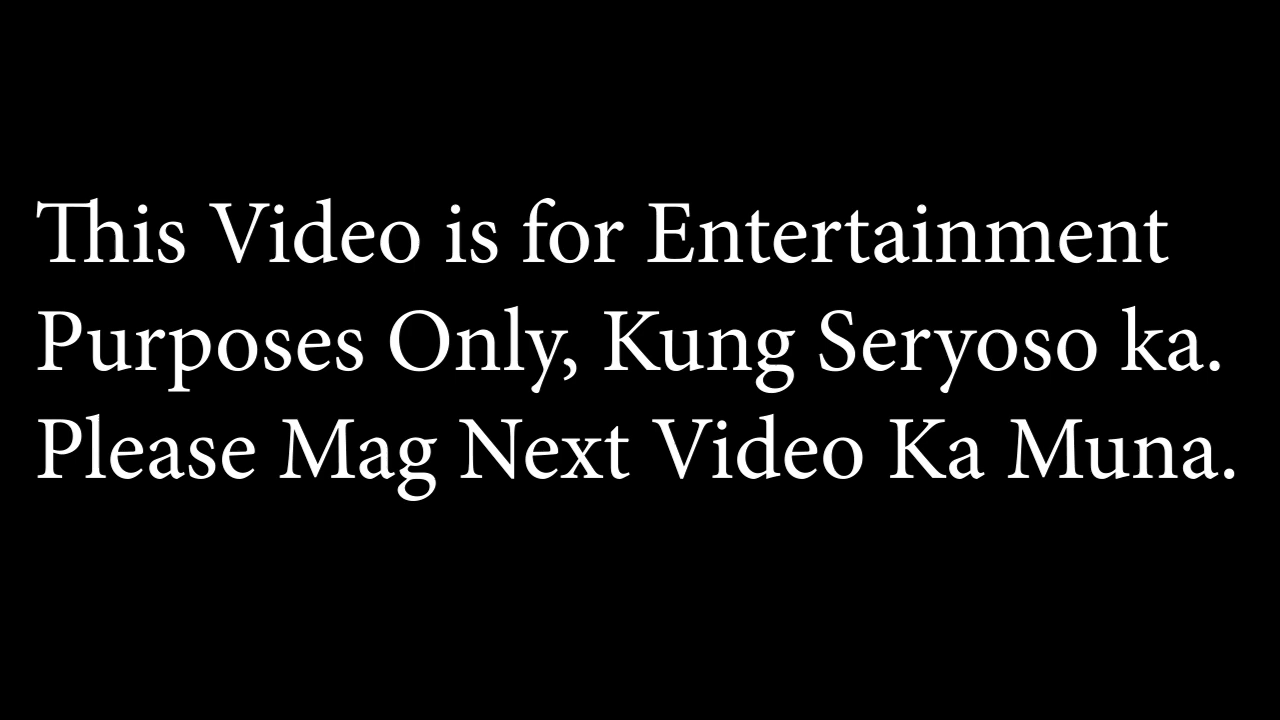 This Video is for Entertainment
Purposes Only, Kung Seryoso ka.
Please Mag Next Video Ka Muna.